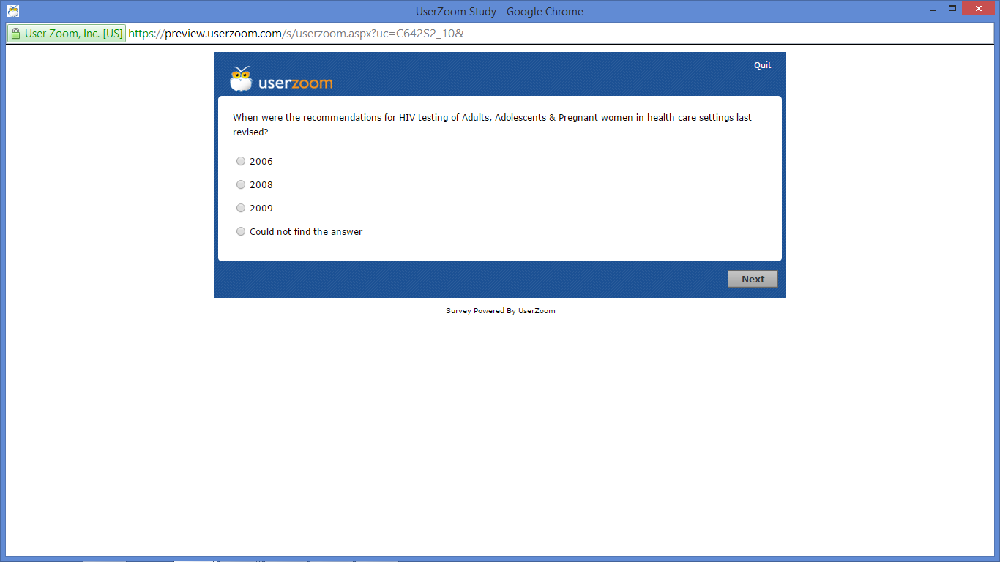 UserZoom Study - Google Chrome
User Zoom, Inc. [US] https://preview.userzoom.com/s/userzoom.aspx?uc=C642S2_10&
Quit
userzoom
When were the recommendations for HIV testing of Adults, Adolescents & Pregnant women in health care settings last
revised?
2006
2008
2009
Could not find the answer
Next
Survey Powered By UserZoom